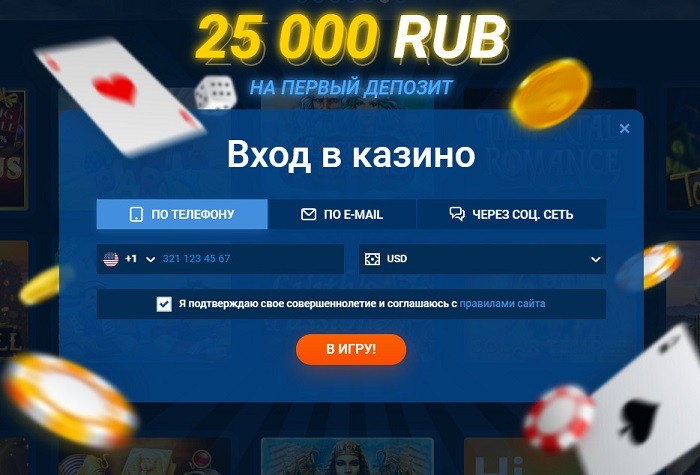 25 000 RUB
НА ПЕРВЫЙ ДЕПОЗИТ
Вход в казино
ПО ТЕЛЕФОНУ
ПО E-MAIL
ЧЕРЕЗ СОЦ. СЕТЬ
+1 321 123 45 67
USD
Я подтверждаю свое совершеннолетие и соглашаюсь с правилами сайта
В ИГРУ!